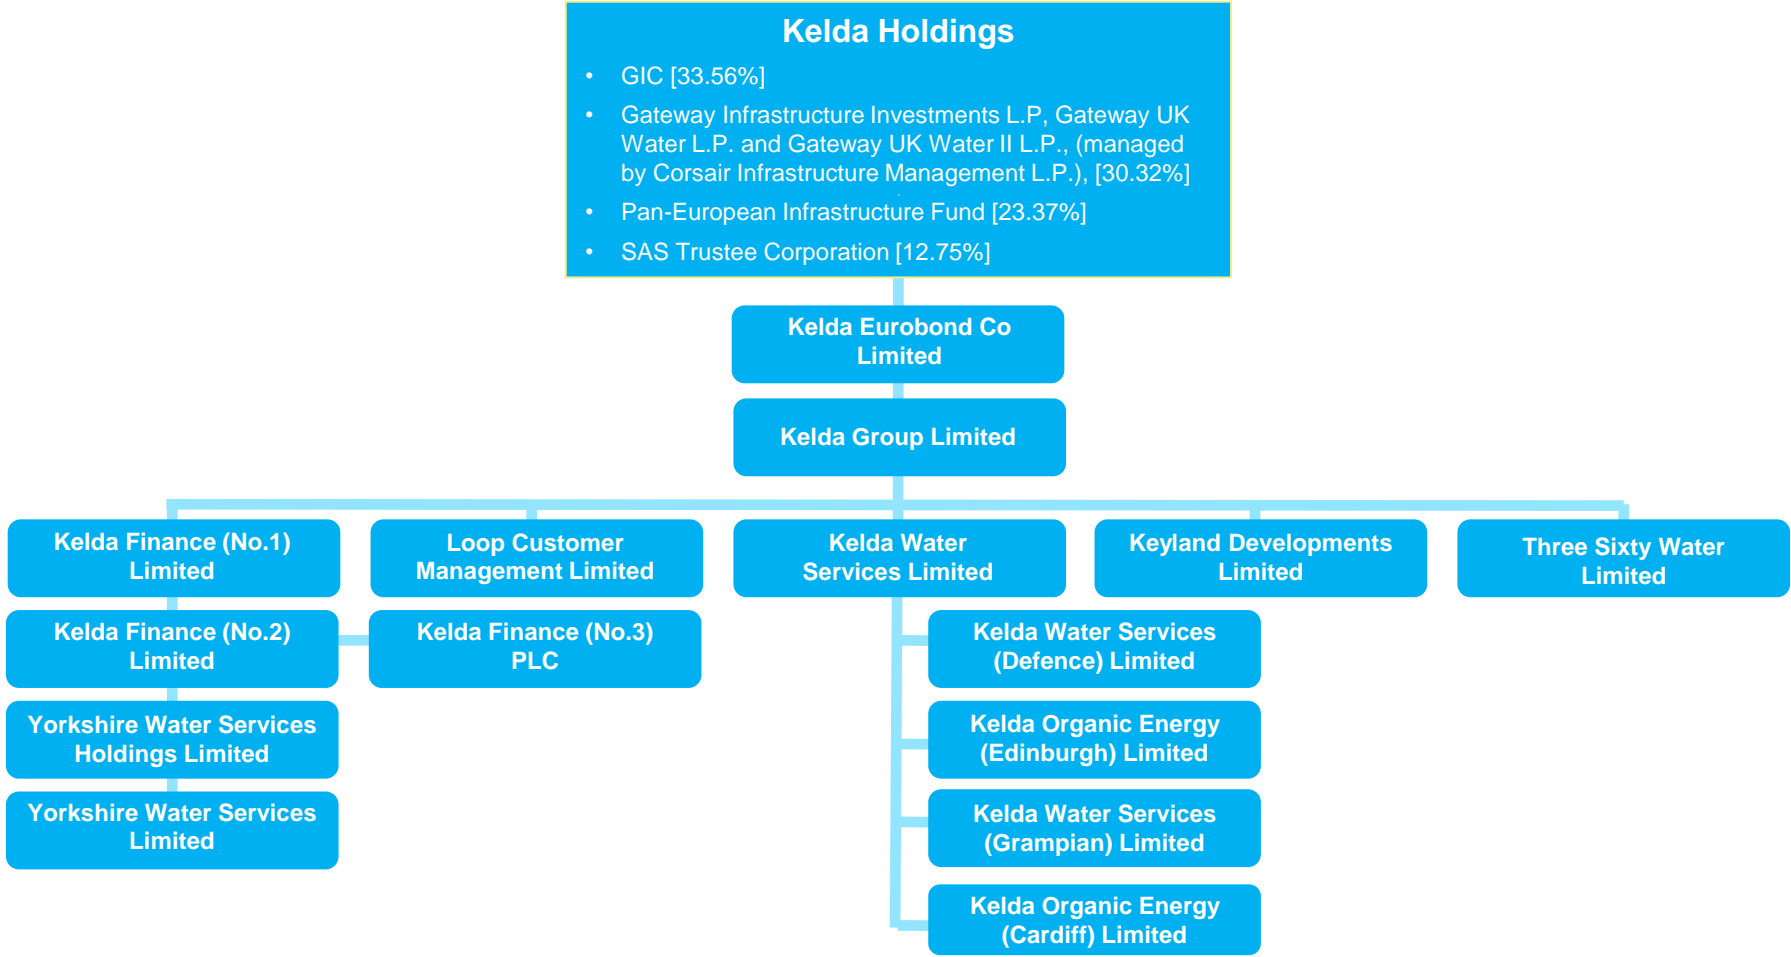 Kelda Holdings
• GIC [33.56%]
• Gateway Infrastructure Investments L.P, Gateway UK
Water L.P. and Gateway UK Water II L.P., (managed
by Corsair Infrastructure Management L.P.), [30.32%]
• Pan-European Infrastructure Fund [23.37%]
• SAS Trustee Corporation [12.75%]
Kelda Eurobond Co
Limited
Kelda Group Limited
Kelda Finance (No.1)
Limited
Loop Customer
Management Limited
Kelda Water
Services Limited
Keyland Developments
Limited
Three Sixty Water
Limited
Kelda Finance (No.2)
Limited
Kelda Finance (No.3)
PLC
Kelda Water Services
(Defence) Limited
Yorkshire Water Services
Holdings Limited
Kelda Organic Energy
(Edinburgh) Limited
Yorkshire Water Services
Limited
Kelda Water Services
(Grampian) Limited
Kelda Organic Energy
(Cardiff) Limited